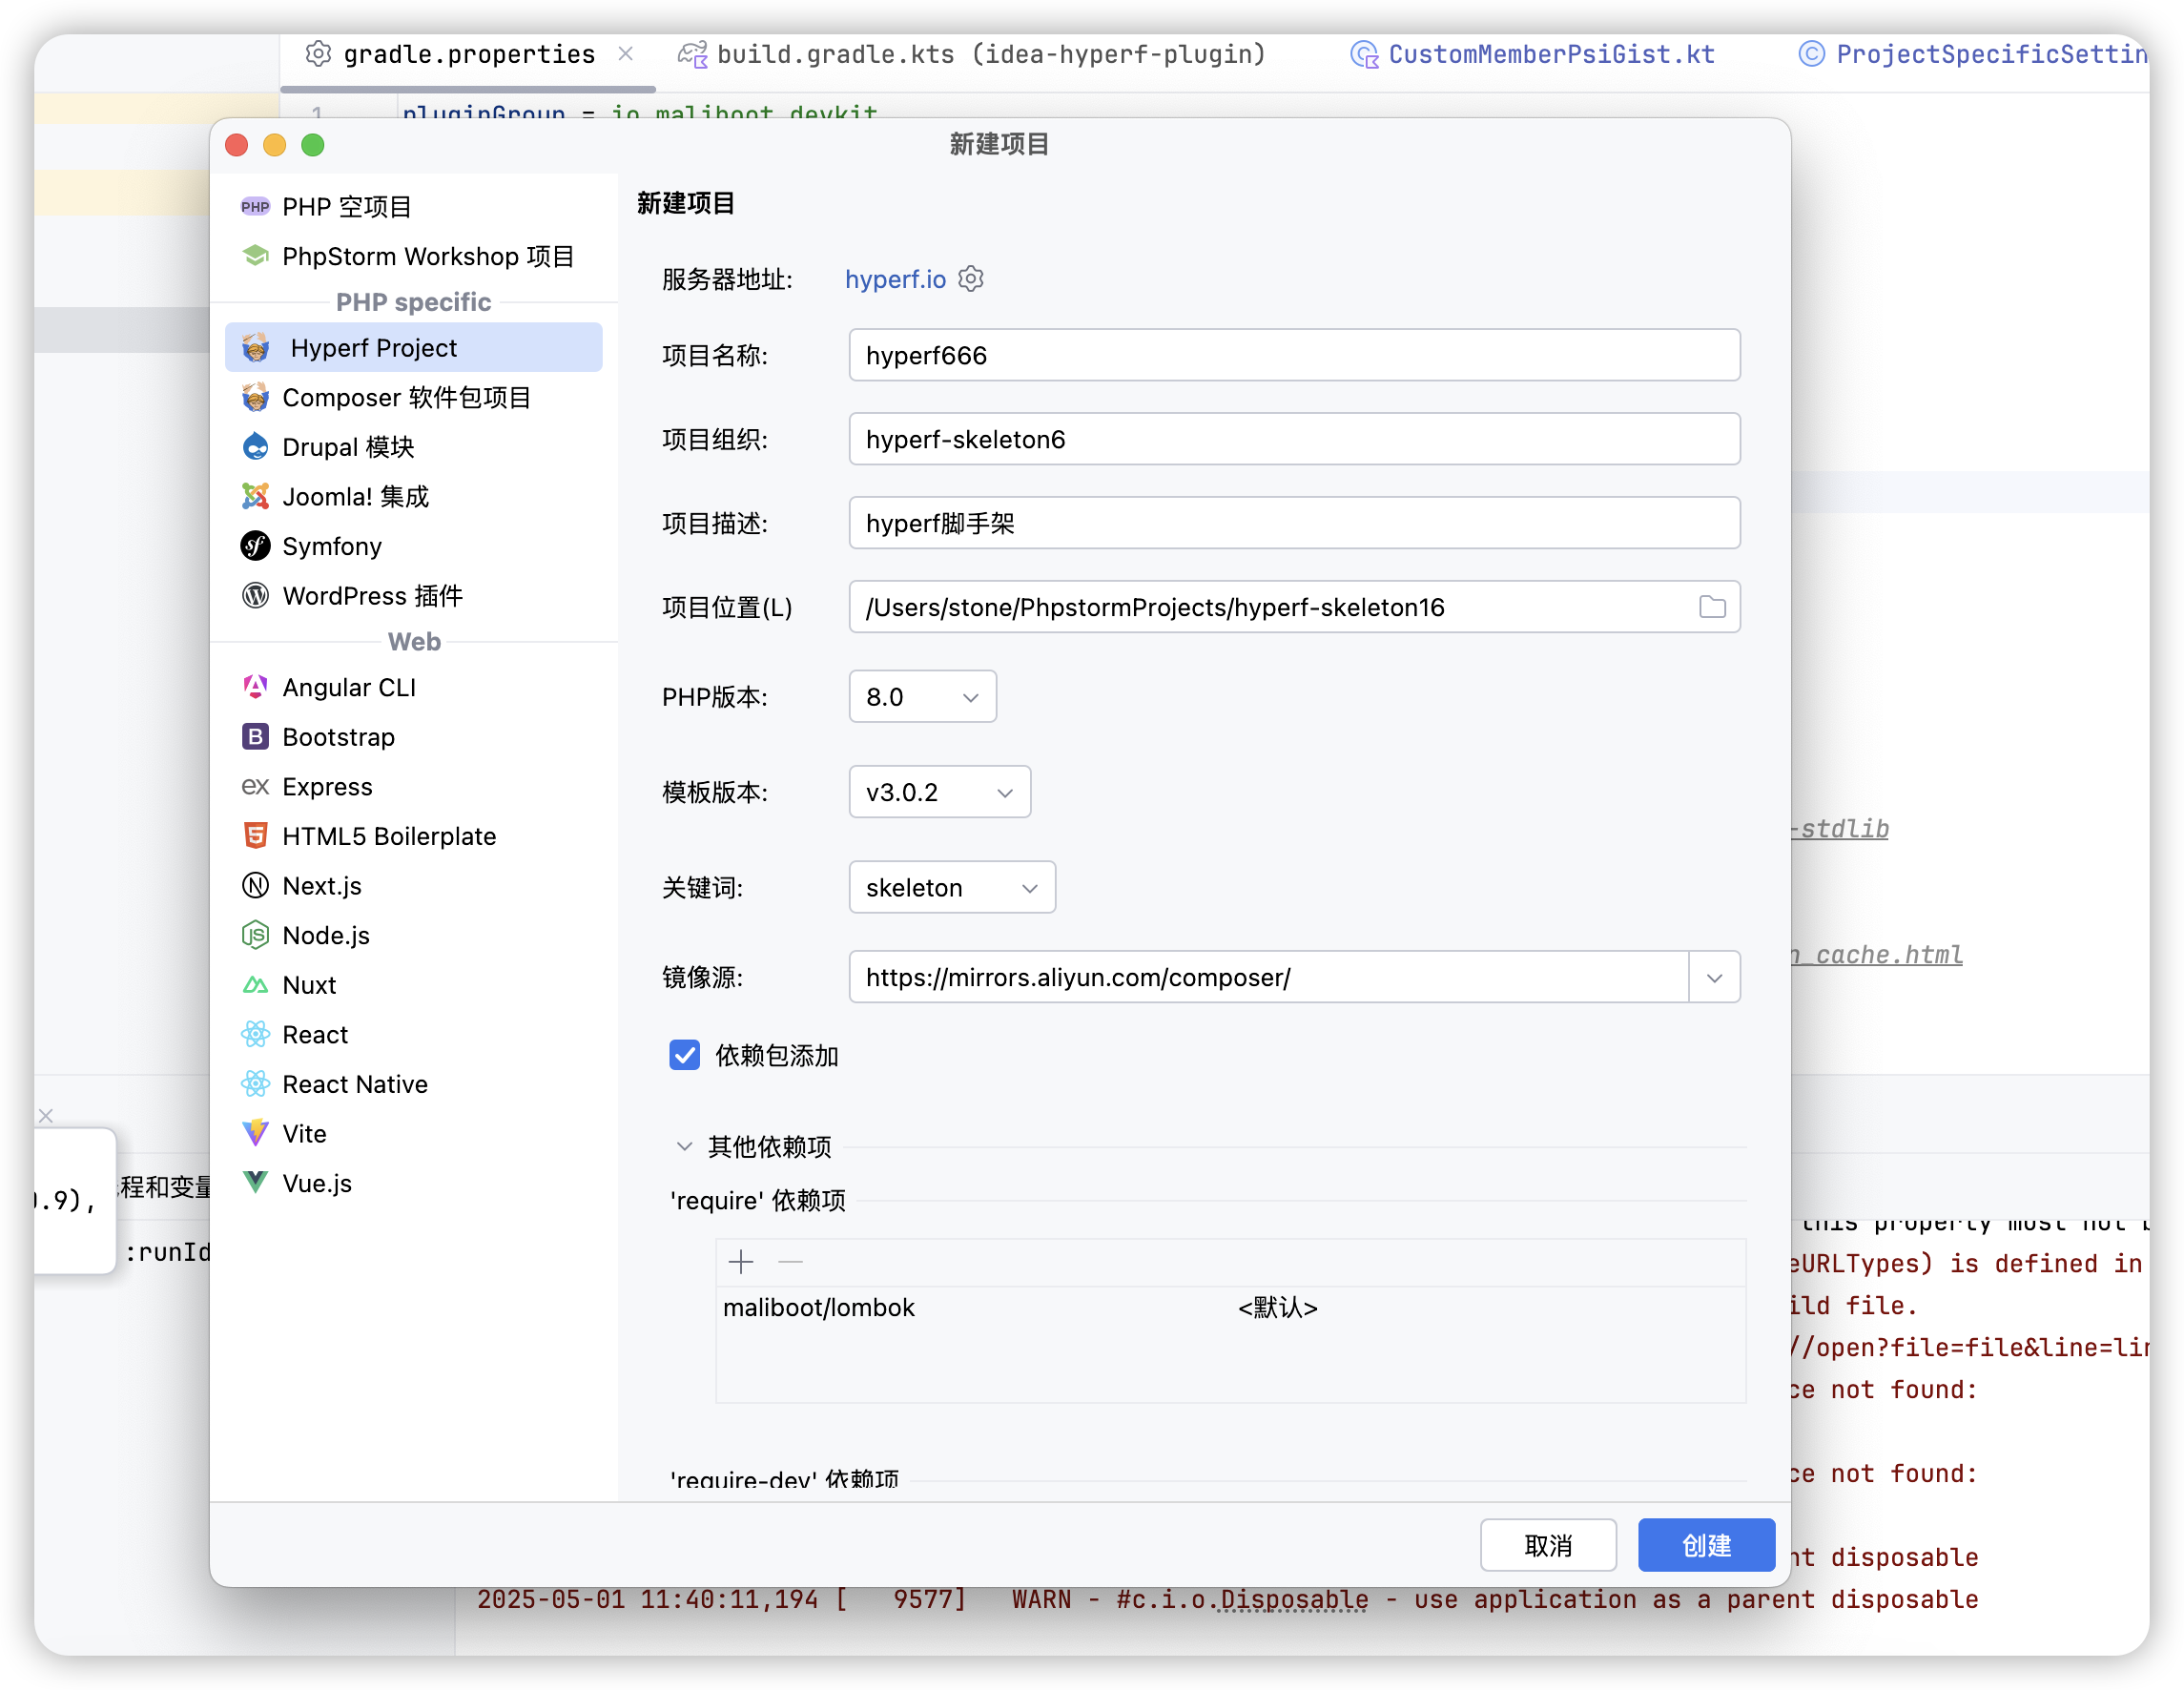 gradle.properties
build.gradle.kts (idea-hyperf-plugin)
CustomMemberPsiGist.kt
ProjectSpecificSettin
1
pluginGroup = io.maliboot.devkit
新建项目
PHP
PHP 空项目
PhpStorm Workshop 项目
PHP specific
Hyperf Project
Composer 软件包项目
Drupal 模块
Joomla! 集成
Symfony
WordPress 插件
Web
Angular CLI
B Bootstrap
ex Express
5 HTML5 Boilerplate
N Next.js
JS Node.js
Nuxt
React
React Native
Vite
Vue.js
新建项目
服务器地址: hyperf.io
项目名称: hyperf666
项目组织: hyperf-skeleton6
项目描述: hyperf脚手架
项目位置(L) /Users/stone/PhpstormProjects/hyperf-skeleton16
PHP版本: 8.0
模板版本: v3.0.2
关键词: skeleton
镜像源: https://mirrors.aliyun.com/composer/
依赖包添加
其他依赖项
'require' 依赖项
maliboot/lombok <默认>
'require-dev' 依赖项
取消
创建
-stdlib
n_cache.html
程和变量
.9),
:runId
this property must not b
eURLTypes) is defined in
ild file.
//open?file=file&line=lin
ce not found:
ce not found:
nt disposable
2025-05-01 11:40:11,194 [ 9577] WARN - #c.i.o.Disposable - use application as a parent disposable